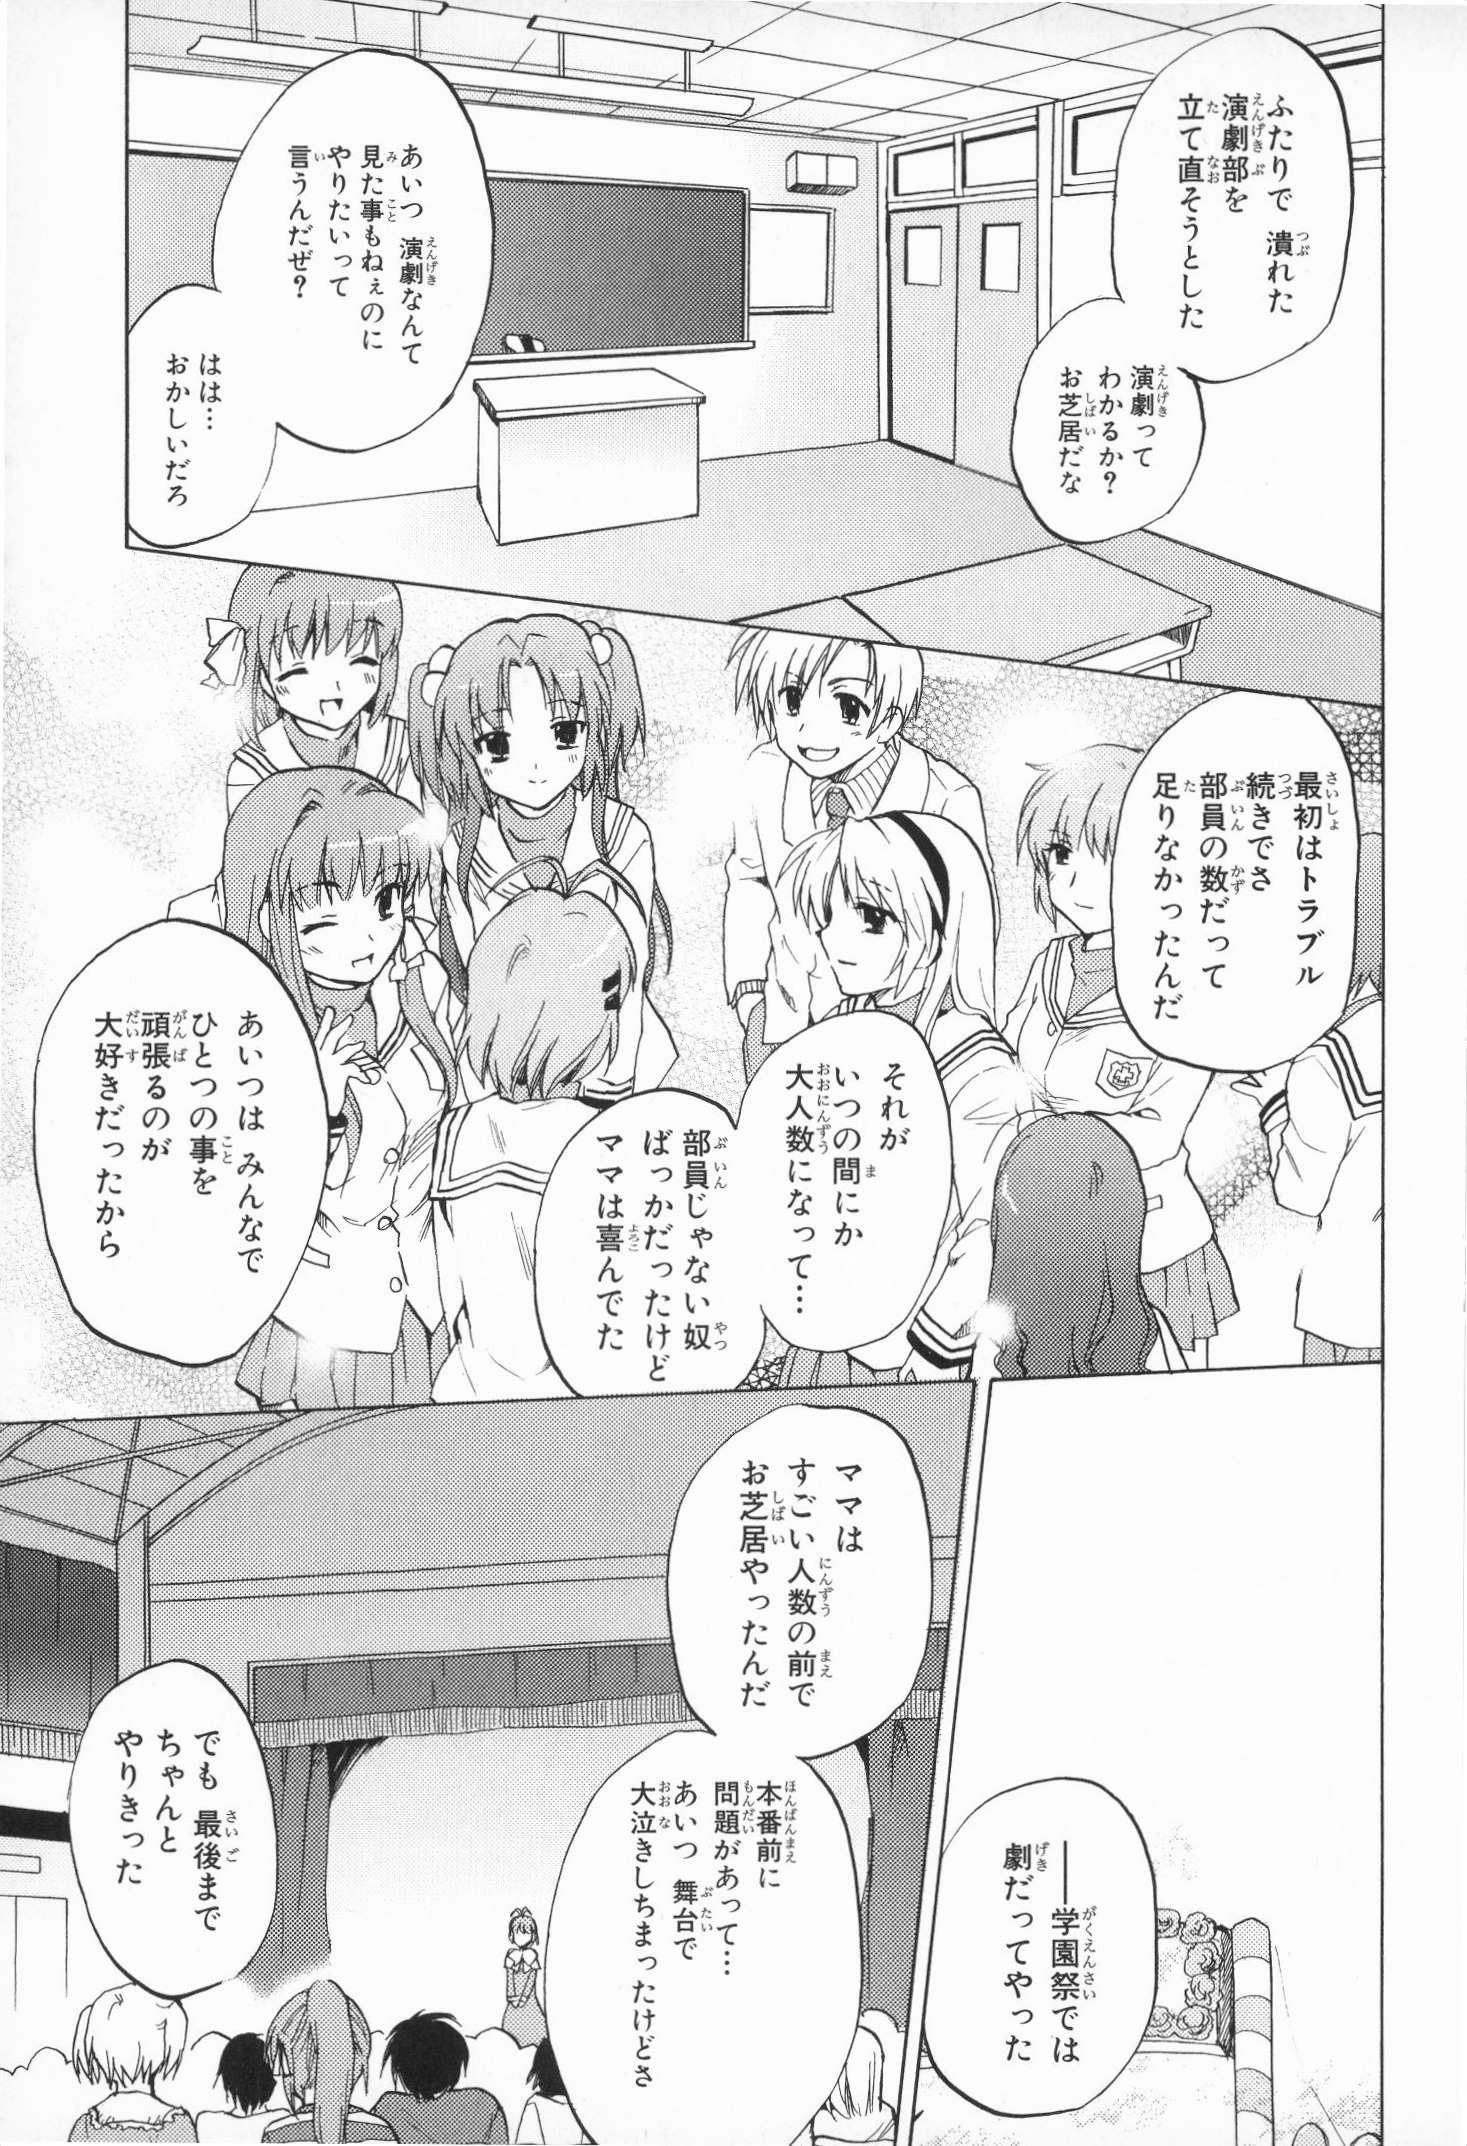 ふたりで 潰れた
演劇部を
立て直そうとした
演劇って
わかるか？
お芝居だな
あいつ 演劇なんて
見た事もねぇのに
やりたいって
言うんだぜ？
はは…
おかしいだろ
最初はトラブル
続きでさ
部員の数だって
足りなかったんだ
それが
いつの間にか
大人数になって…
部員じゃない奴
ばっかだったけど
ママは喜んでた
あいつは みんなで
ひとつの事を
頑張るのが
大好きだったから
――学園祭では
劇だってやった
ママは
すごい人数の前で
お芝居やったんだ
本番前に
問題があって…
あいつ 舞台で
大泣きしちまったけどさ
でも 最後まで
ちゃんと
やりきった